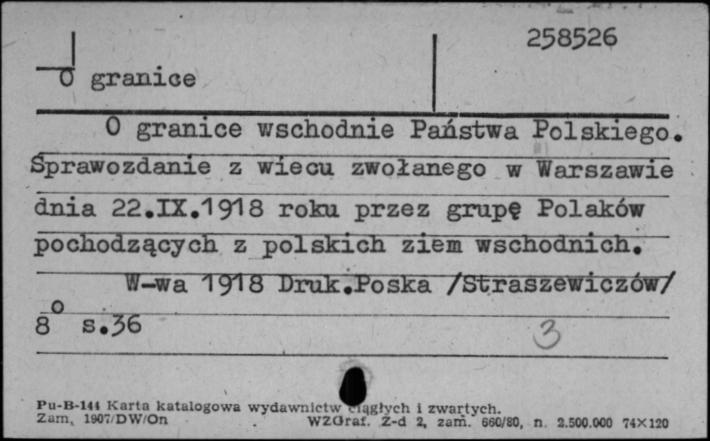 258526
O granice
O granice wschodnie Państwa Polskiego.
Sprawozdanie z wiecu zwołanego w Warszawie
dnia 22.IX.1918 roku przez grupę Polaków
pochodzących z polskich ziem wschodnich.
W-wa 1918 Druk.Poska /Straszewiczów/
8° s.36
3
Pu-B-144 Karta katalogowa wydawnictw ciągłych i zwartych.
Zam. 1907/DW/On WZGraf. Z-d 2, zam. 660/80, n. 2.500.000 74×120